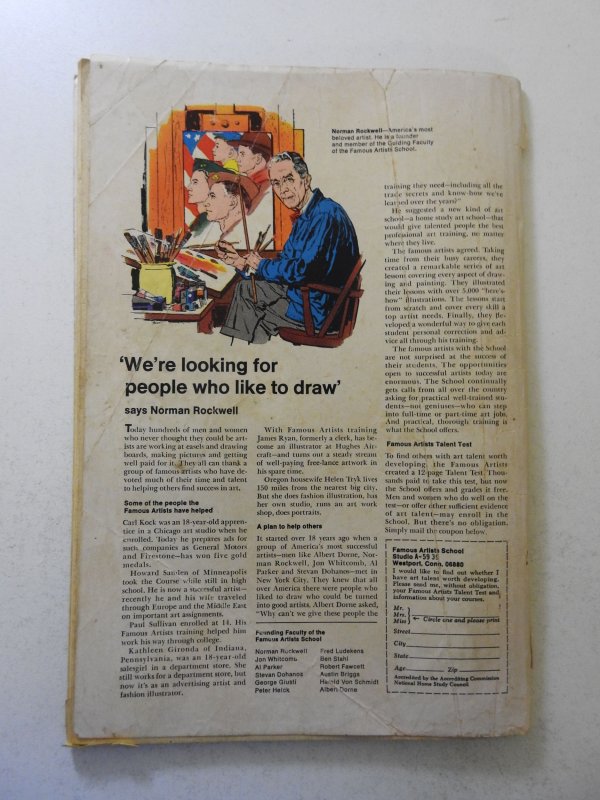 Norman Rockwell—America's most
beloved artist. He is a founder
and member of the Guiding Faculty
of the Famous Artists School.
'We're looking for
people who like to draw'
says Norman Rockwell
Today hundreds of men and women
who never thought they could be art-
ists are working at easels and drawing
boards, making pictures and getting
well paid for it. They all can thank a
group of famous artists who have de-
voted much of their time and talent
to helping others find success in art.
Some of the people the
Famous Artists have helped
Carl Kock was an 18-year-old appren-
tice in a Chicago art studio when he
enrolled. Today he prepares ads for
such companies as General Motors
and Firestone—has won five gold
medals.
Howard Sanden of Minneapolis
took the Course while still in high
school. He is now a successful artist—
recently he and his wife traveled
through Europe and the Middle East
on important art assignments.
Paul Sullivan enrolled at 14. His
Famous Artists training helped him
work his way through college.
Kathleen Gironda of Indiana,
Pennsylvania, was an 18-year-old
salesgirl in a department store. She
still works for a department store, but
now it's as an advertising artist and
fashion illustrator.
With Famous Artists training
James Ryan, formerly a clerk, has be-
come an illustrator at Hughes Air-
craft—and turns out a steady stream
of well-paying free-lance artwork in
his spare time.
Oregon housewife Helen Tryk lives
150 miles from the nearest big city.
But she does fashion illustration, has
her own studio, runs an art work
shop, does portraits.
A plan to help others
It started over 18 years ago when a
group of America's most successful
artists—men like Albert Dorne, Nor-
man Rockwell, Jon Whitcomb, Al
Parker and Stevan Dohanos—met in
New York City. They knew that all
over America there were people who
liked to draw who could be turned
into good artists. Albert Dorne asked,
"Why can't we give these people the
Founding Faculty of the
Famous Artists School
Norman Rockwell
Jon Whitcomb
Al Parker
Stevan Dohanos
George Giusti
Peter Helck
Fred Ludekens
Ben Stahl
Robert Fawcett
Austin Briggs
Harold Von Schmidt
Albert Dorne
training they need—including all the
trade secrets and know-how we've
learned over the years?"
He suggested a new kind of art
school—a home study art school—that
would give talented people the best
professional art training, no matter
where they live.
The famous artists agreed. Taking
time from their busy careers, they
created a remarkable series of art
lessons covering every aspect of draw-
ing and painting. They illustrated
their lessons with over 5,000 "here's-
how" illustrations. The lessons start
from scratch and cover every skill a
top artist needs. Finally, they de-
veloped a wonderful way to give each
student personal correction and ad-
vice all through his training.
The famous artists with the School
are not surprised at the success of
their students. The opportunities
open to successful artists today are
enormous. The School continually
gets calls from all over the country
asking for practical well-trained stu-
dents—not geniuses—who can step
into full-time or part-time art jobs.
And practical, thorough training is
what the School offers.
Famous Artists Talent Test
To find others with art talent worth
developing, the Famous Artists
created a 12-page Talent Test. Thou-
sands paid to take this test, but now
the School offers and grades it free.
Men and women who do well on the
test—or offer other sufficient evidence
of art talent—may enroll in the
School. But there's no obligation.
Simply mail the coupon below.
Famous Artists School
Studio A-59 35
Westport, Conn. 06880
I would like to find out whether I
have art talent worth developing.
Please send me, without obligation,
your Famous Artists Talent Test and
information about your courses.
Mr.
Mrs.
Miss ← Circle one and please print
Street
City
State
Age Zip
Accredited by the Accrediting Commission
National Home Study Council